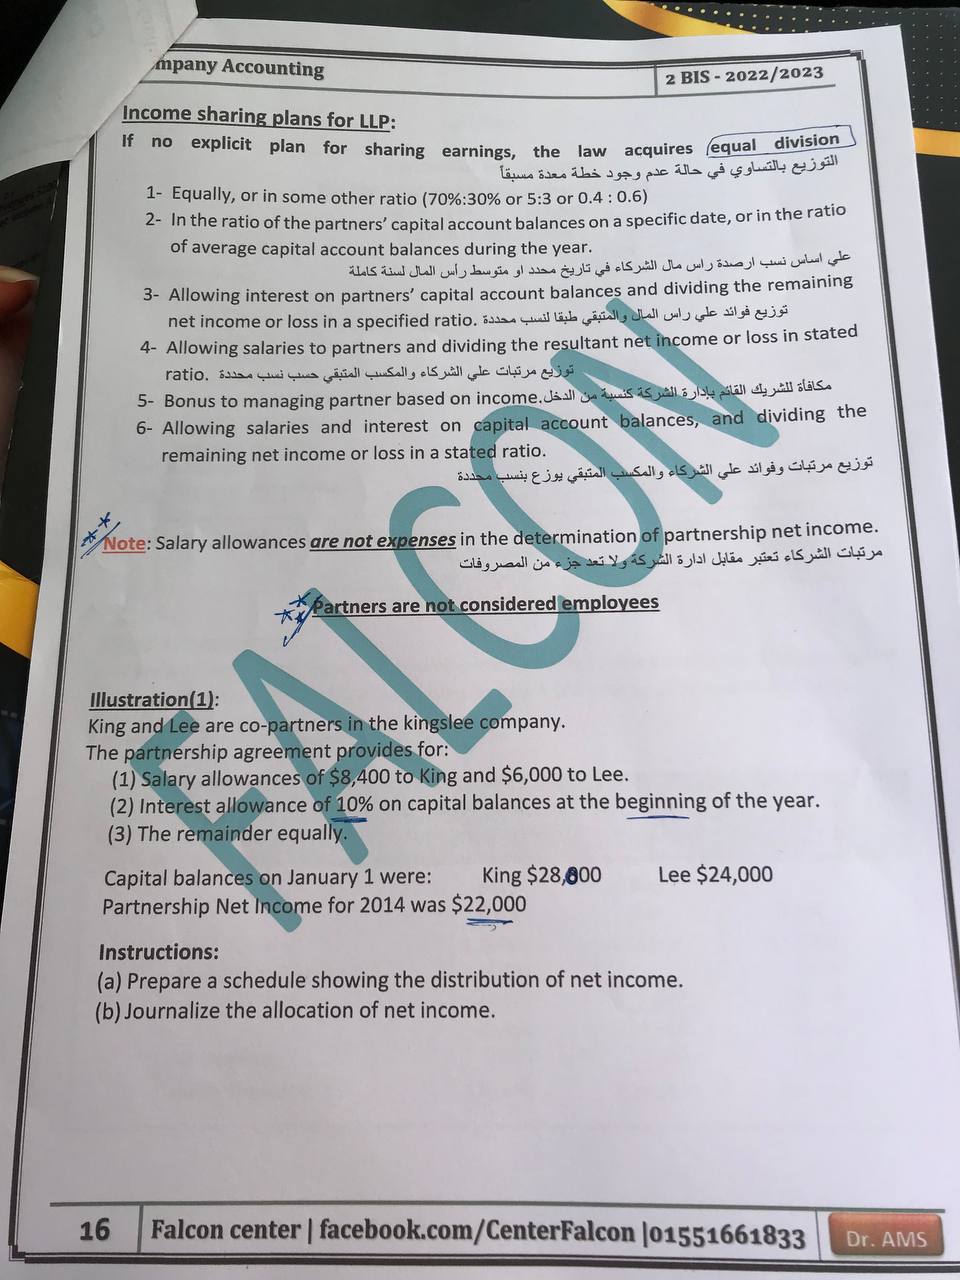 mpany Accounting
2 BIS - 2022/2023
Income sharing plans for LLP:
If no explicit plan for sharing earnings, the law acquires equal division
التوزيع بالتساوي في حالة عدم وجود خطة معدة مسبقاً
1- Equally, or in some other ratio (70%:30% or 5:3 or 0.4 : 0.6)
2- In the ratio of the partners' capital account balances on a specific date, or in the ratio
of average capital account balances during the year.
علي اساس نسب ارصدة راس مال الشركاء في تاريخ محدد او متوسط رأس المال لسنة كاملة
3- Allowing interest on partners' capital account balances and dividing the remaining
net income or loss in a specified ratio. توزيع فوائد علي راس المال والمتبقي طبقا لنسب محددة
4- Allowing salaries to partners and dividing the resultant net income or loss in stated
ratio. توزيع مرتبات علي الشركاء والمكسب المتبقي حسب نسب محددة
5- Bonus to managing partner based on income. مكافأة للشريك القائم بإدارة الشركة كنسبة من الدخل
6- Allowing salaries and interest on capital account balances, and dividing the
remaining net income or loss in a stated ratio.
توزيع مرتبات وفوائد علي الشركاء والمكسب المتبقي يوزع بنسب محددة
Note: Salary allowances are not expenses in the determination of partnership net income.
مرتبات الشركاء تعتبر مقابل ادارة الشركة ولا تعد جزء من المصروفات
Partners are not considered employees
FALCON
Illustration(1):
King and Lee are co-partners in the kingslee company.
The partnership agreement provides for:
(1) Salary allowances of $8,400 to King and $6,000 to Lee.
(2) Interest allowance of 10% on capital balances at the beginning of the year.
(3) The remainder equally.
Capital balances on January 1 were: King $28,000 Lee $24,000
Partnership Net Income for 2014 was $22,000
Instructions:
(a) Prepare a schedule showing the distribution of net income.
(b) Journalize the allocation of net income.
16 Falcon center | facebook.com/CenterFalcon |01551661833 Dr. AMS